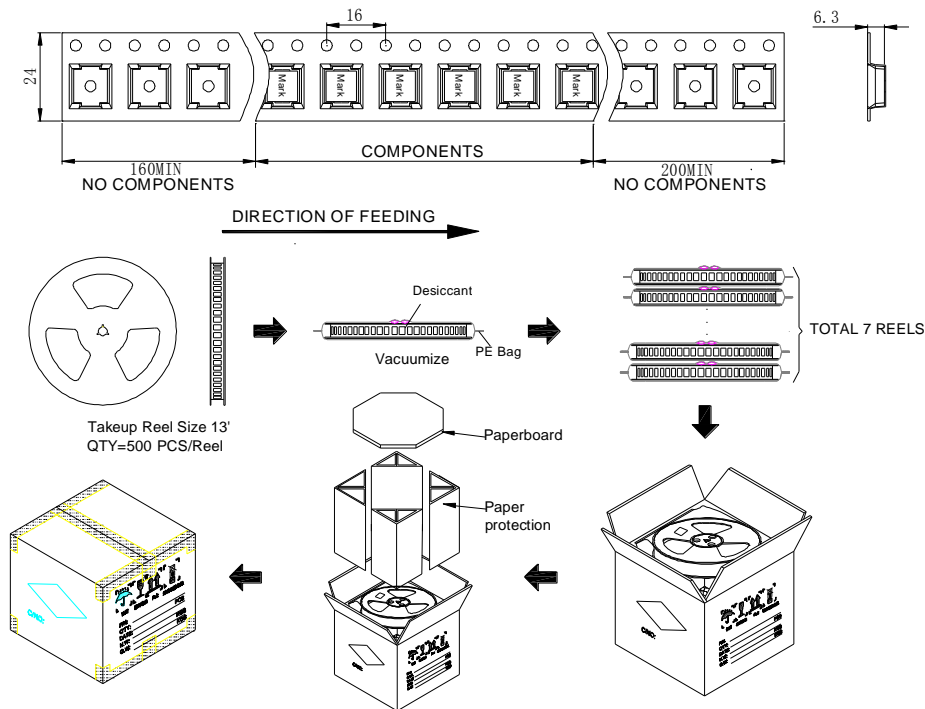 16
6.3
24
Mark
Mark
Mark
Mark
Mark
Mark
160MIN
NO COMPONENTS
COMPONENTS
200MIN
NO COMPONENTS
DIRECTION OF FEEDING
Desiccant
PE Bag
Vacuumize
TOTAL 7 REELS
Takeup Reel Size 13'
QTY=500 PCS/Reel
Paperboard
Paper
protection